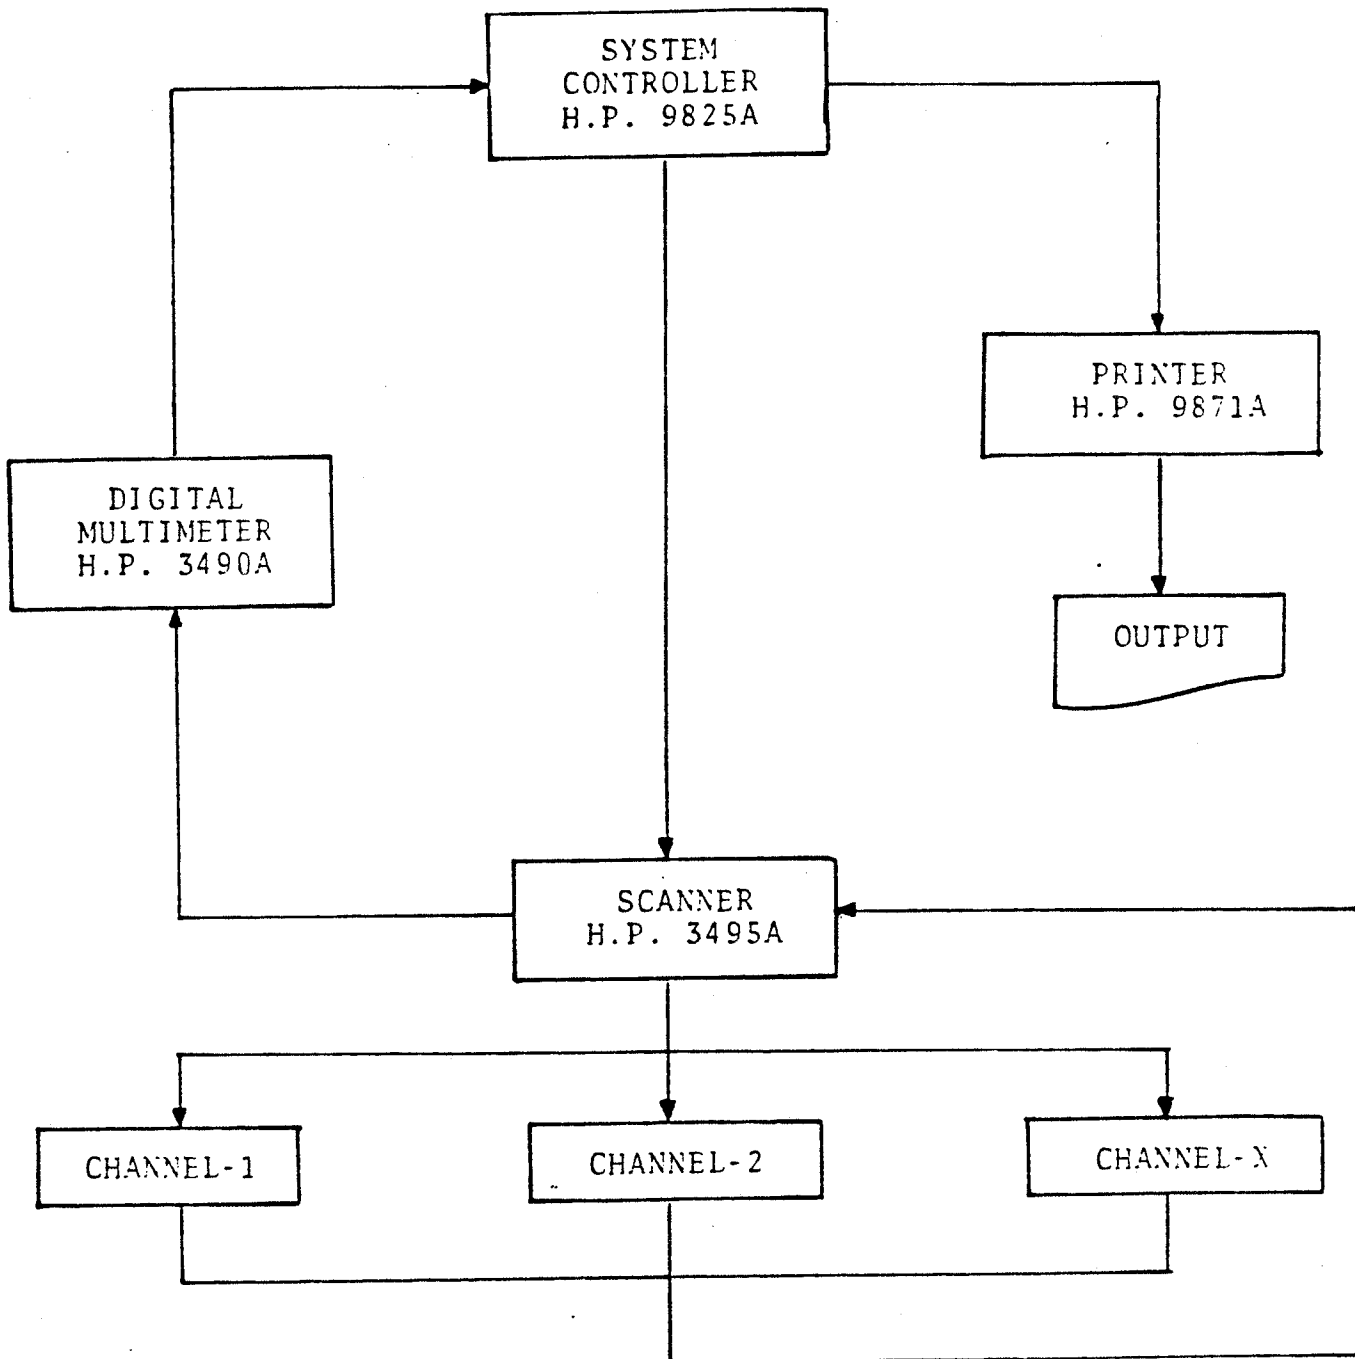 SYSTEM
CONTROLLER
H.P. 9825A
PRINTER
H.P. 9871A
DIGITAL
MULTIMETER
H.P. 3490A
OUTPUT
SCANNER
H.P. 3495A
CHANNEL-1
CHANNEL-2
CHANNEL-X